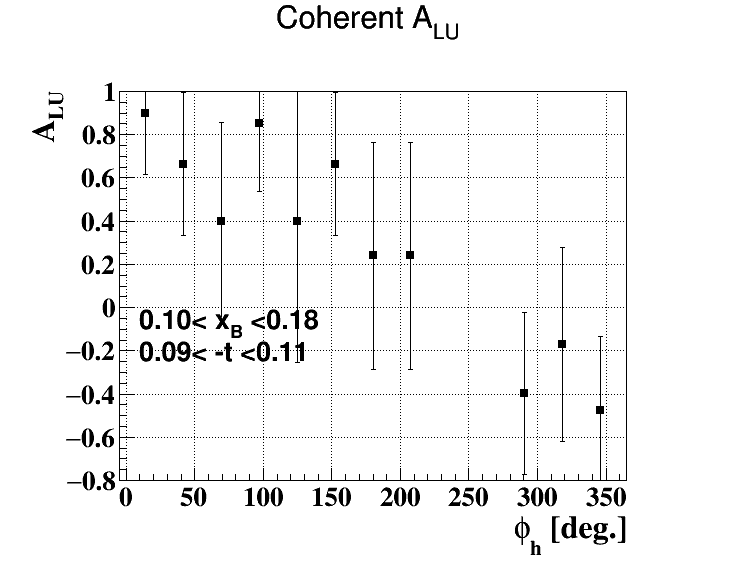 Coherent A_LU
A_LU
1
0.8
0.6
0.4
0.2
0
−0.2
−0.4
−0.6
−0.8
0.10< x_B <0.18
0.09< -t <0.11
0 50 100 150 200 250 300 350
ϕ_h [deg.]